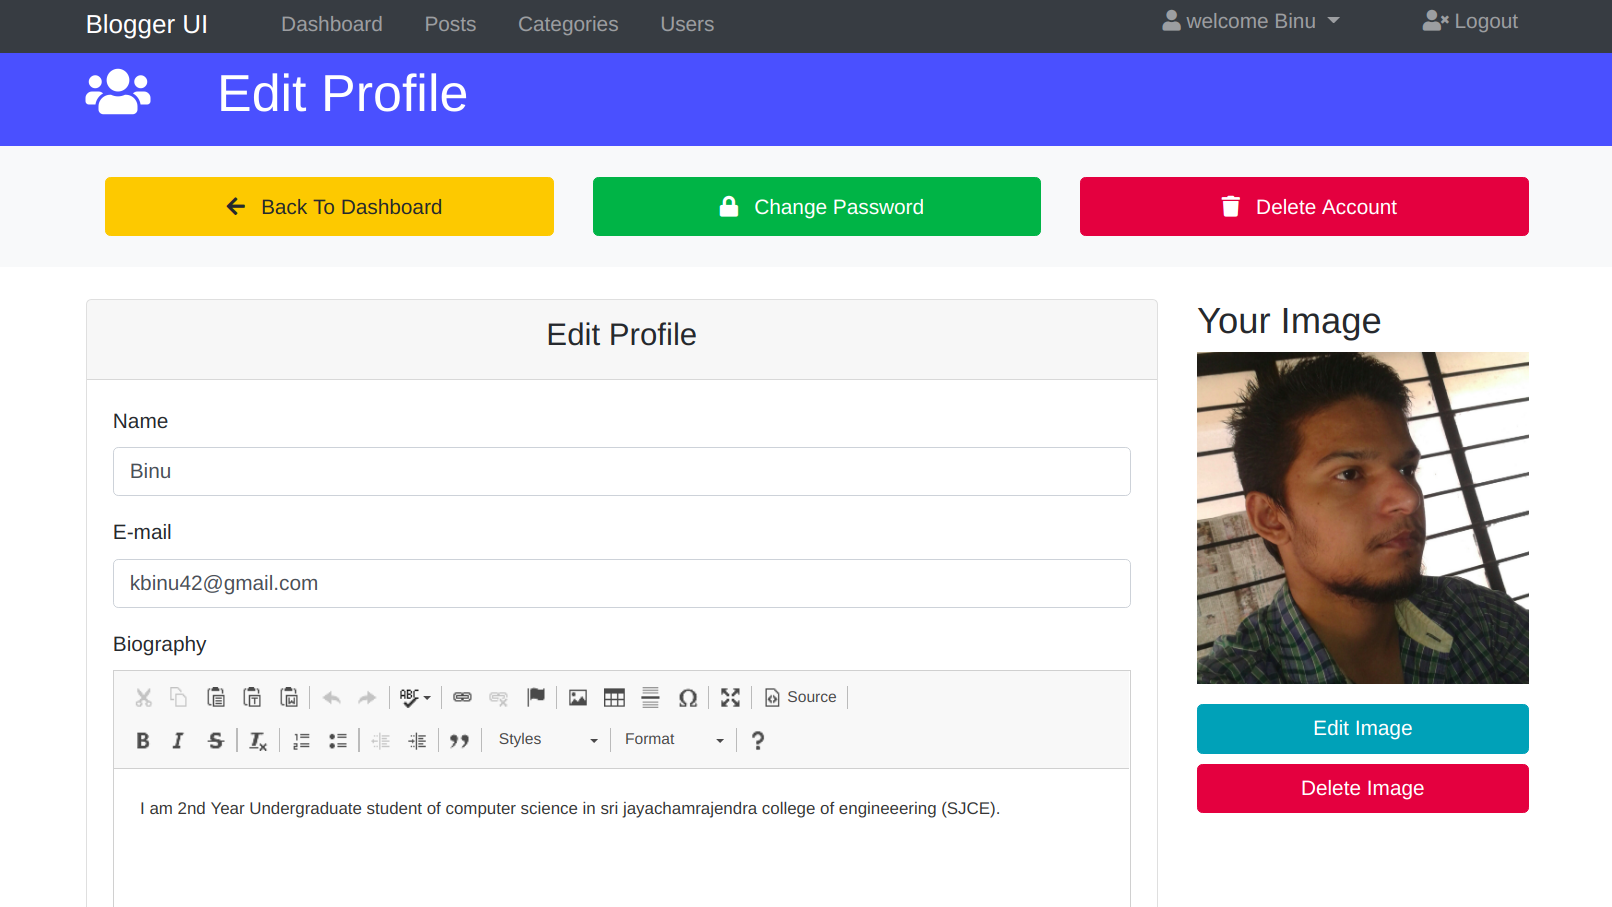 Blogger UI Dashboard Posts Categories Users welcome Binu Logout
Edit Profile
Back To Dashboard Change Password Delete Account
Edit Profile
Your Image
Name
Binu
E-mail
kbinu42@gmail.com
Biography
ABC Source
B I S Tx Styles Format ?
I am 2nd Year Undergraduate student of computer science in sri jayachamrajendra college of engineeering (SJCE).
Edit Image
Delete Image